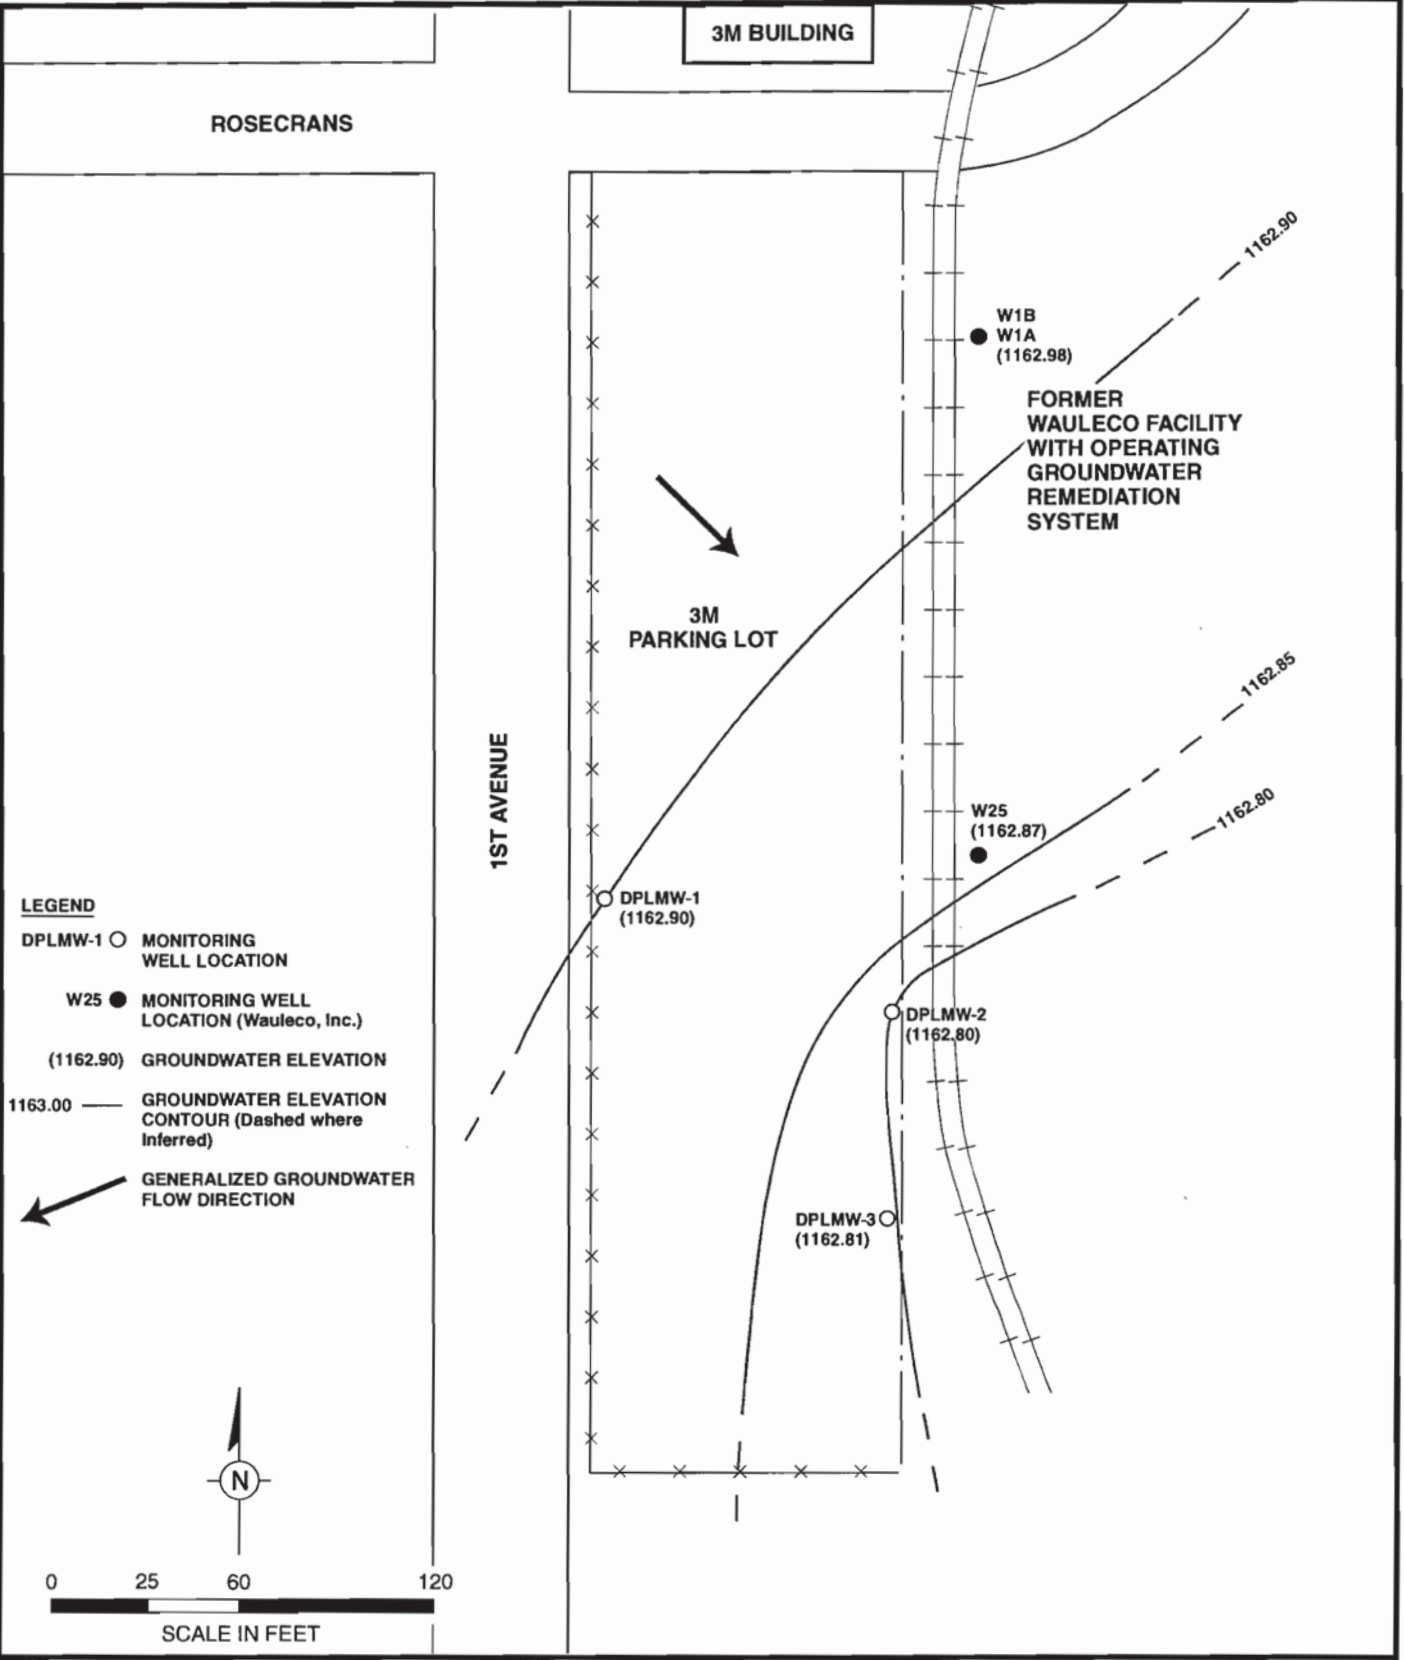 3M BUILDING
ROSECRANS
1162.90
W1B
W1A
(1162.98)
FORMER
WAULECO FACILITY
WITH OPERATING
GROUNDWATER
REMEDIATION
SYSTEM
3M
PARKING LOT
1162.85
1ST AVENUE
1162.80
W25
(1162.87)
DPLMW-1
(1162.90)
DPLMW-2
(1162.80)
DPLMW-3
(1162.81)
LEGEND
DPLMW-1 MONITORING
WELL LOCATION
W25 MONITORING WELL
LOCATION (Wauleco, Inc.)
(1162.90) GROUNDWATER ELEVATION
1163.00 GROUNDWATER ELEVATION
CONTOUR (Dashed where
Inferred)
GENERALIZED GROUNDWATER
FLOW DIRECTION
N
0 25 60 120
SCALE IN FEET